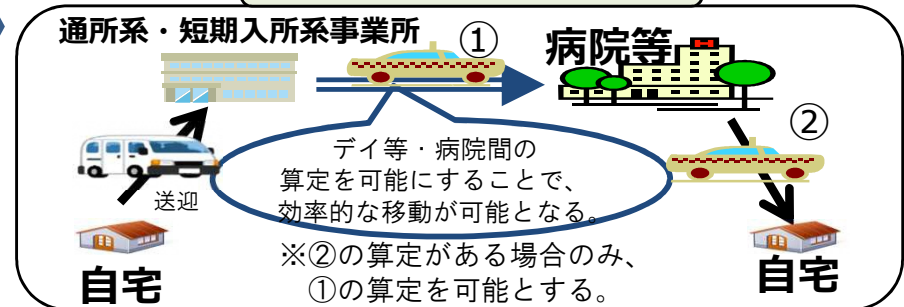 通所系・短期入所系事業所
①
病院等
H
②
デイ等・病院間の
算定を可能にすることで、
効率的な移動が可能となる。
送迎
※②の算定がある場合のみ、
①の算定を可能とする。
自宅
自宅